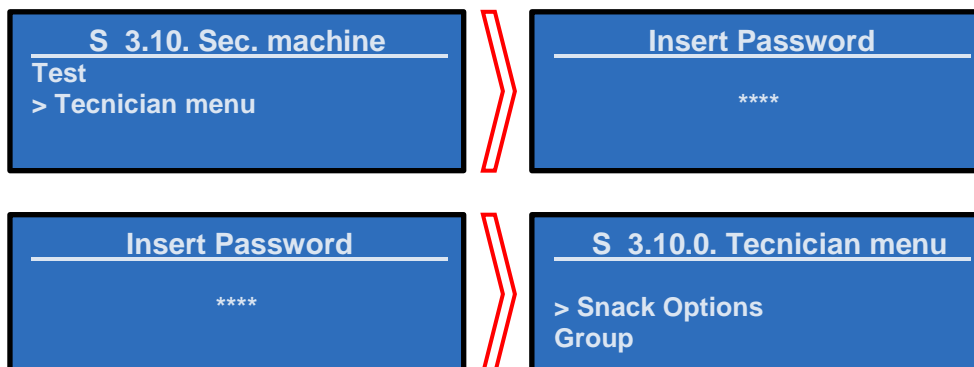 S 3.10. Sec. machine
Test
> Tecnician menu
Insert Password
****
Insert Password
****
S 3.10.0. Tecnician menu
> Snack Options
Group